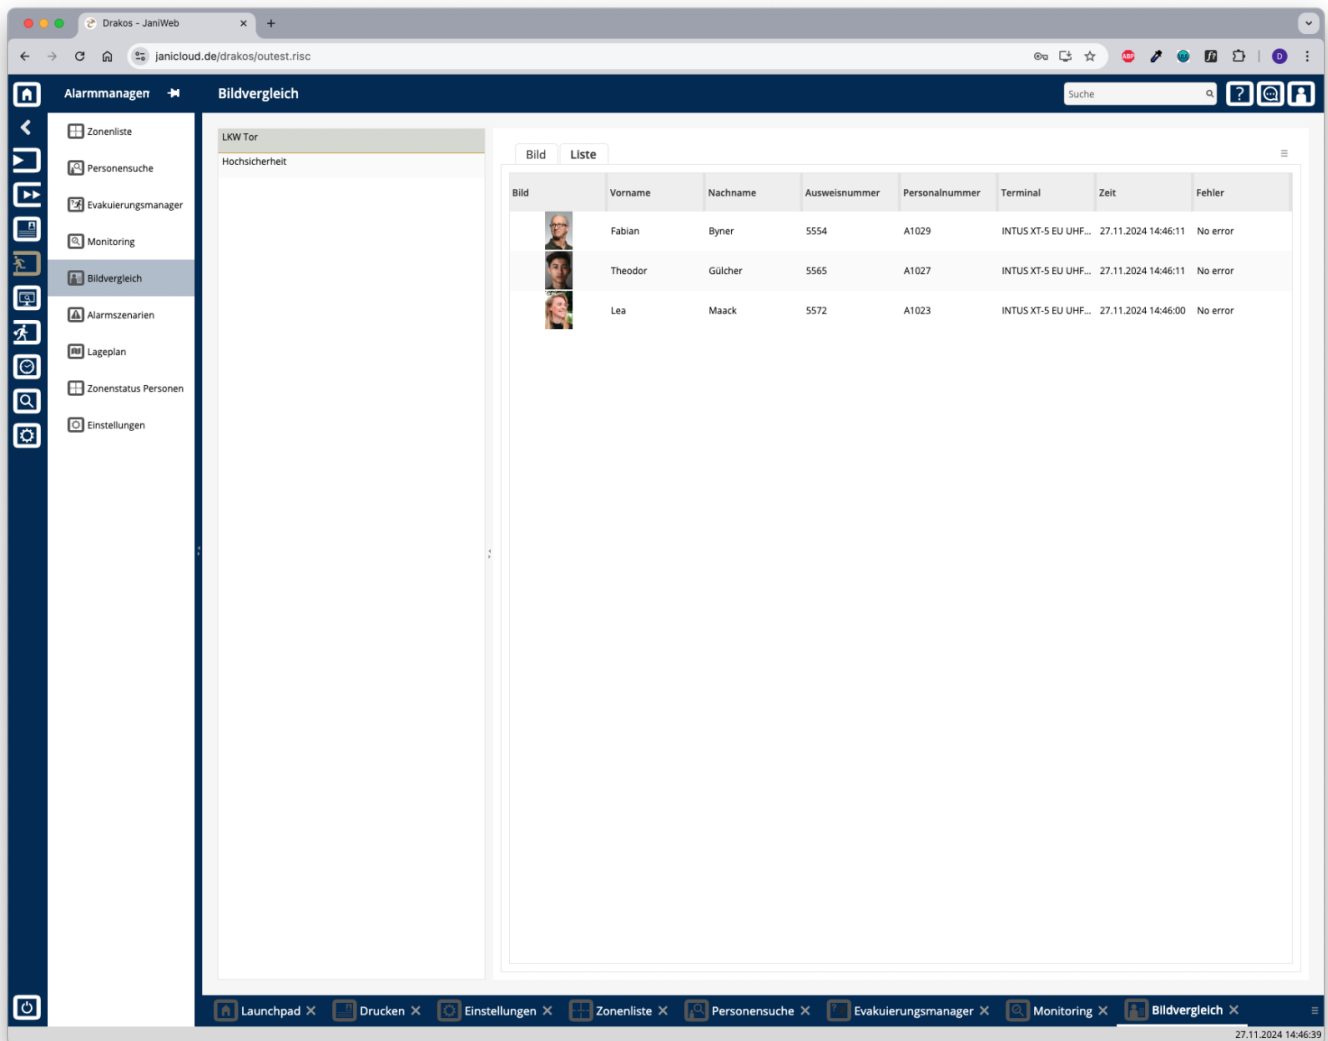 Drakos - JaniWeb
janicloud.de/drakos/outest.risc
ABP
D
Alarmmanagen
Bildvergleich
Suche
?
Zonenliste
Personensuche
Evakuierungsmanager
Monitoring
Bildvergleich
Alarmszenarien
Lageplan
Zonenstatus Personen
Einstellungen
LKW Tor
Hochsicherheit
Bild Liste
Bild Vorname Nachname Ausweisnummer Personalnummer Terminal Zeit Fehler
Fabian Byner 5554 A1029 INTUS XT-5 EU UHF... 27.11.2024 14:46:11 No error
Theodor Gülcher 5565 A1027 INTUS XT-5 EU UHF... 27.11.2024 14:46:11 No error
Lea Maack 5572 A1023 INTUS XT-5 EU UHF... 27.11.2024 14:46:00 No error
Launchpad Drucken Einstellungen Zonenliste Personensuche Evakuierungsmanager Monitoring Bildvergleich
27.11.2024 14:46:39